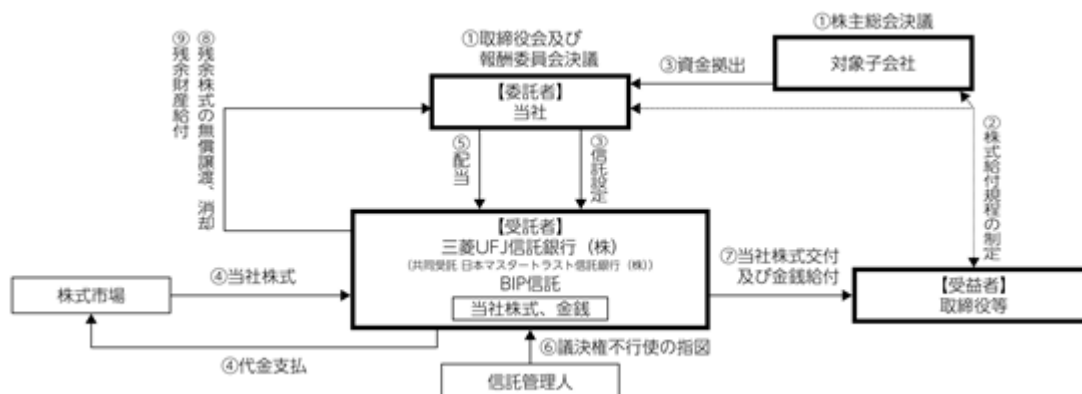 ①株主総会決議
対象子会社
①取締役会及び
報酬委員会決議
③資金拠出
【委託者】
当社
②株式給付規程の制定
⑧残余株式の無償譲渡、消却
⑨残余財産給付
⑤配当
③信託設定
【受託者】
三菱UFJ信託銀行（株）
（共同受託 日本マスタートラスト信託銀行（株））
BIP信託
当社株式、金銭
④当社株式
株式市場
④代金支払
⑦当社株式交付
及び金銭給付
【受益者】
取締役等
⑥議決権不行使の指図
信託管理人